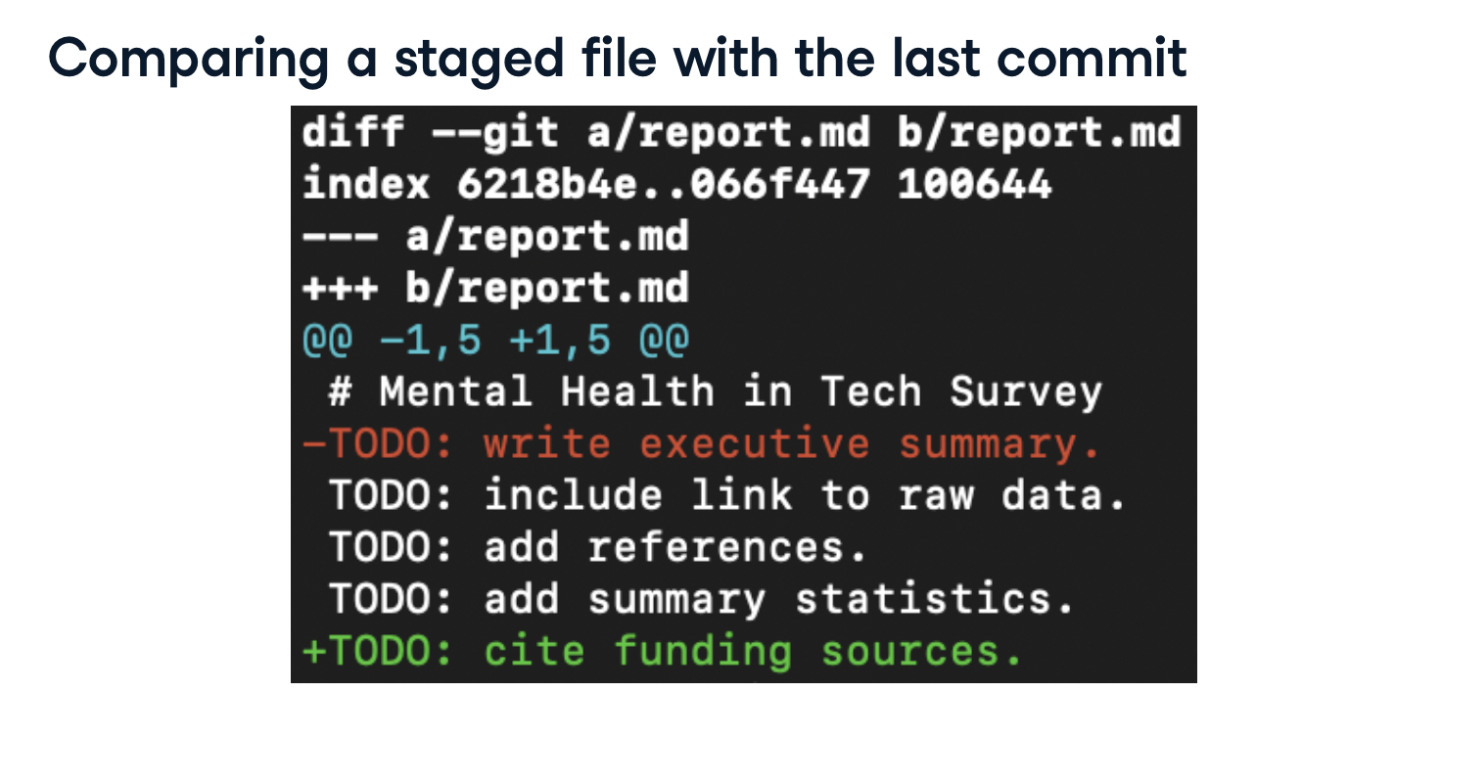 Comparing a staged file with the last commit
diff --git a/report.md b/report.md
index 6218b4e..066f447 100644
--- a/report.md
+++ b/report.md
@@ -1,5 +1,5 @@
 # Mental Health in Tech Survey
-TODO: write executive summary.
 TODO: include link to raw data.
 TODO: add references.
 TODO: add summary statistics.
+TODO: cite funding sources.